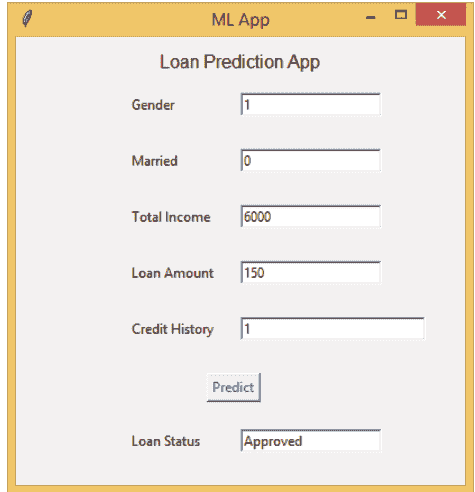 ML App
Loan Prediction App
Gender 1
Married 0
Total Income 6000
Loan Amount 150
Credit History 1
Predict
Loan Status Approved